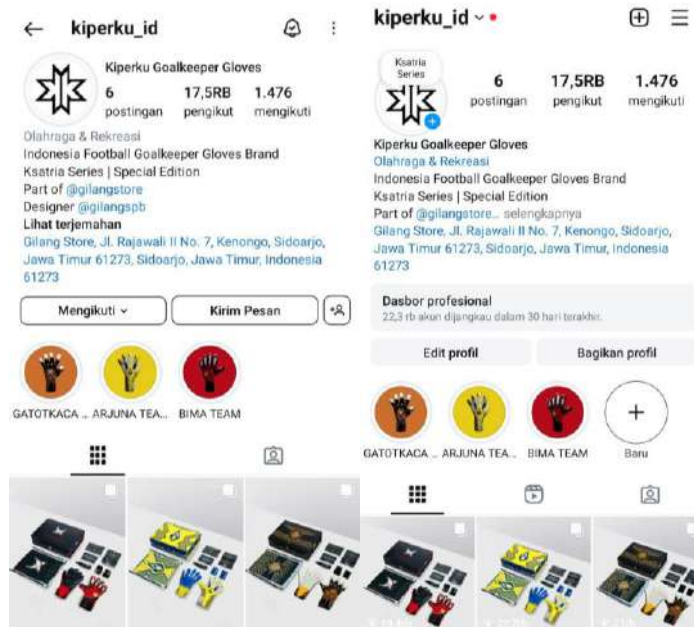 kiperku_id
Kiperku Goalkeeper Gloves
6
17,5RB
1.476
postingan
pengikut
mengikuti
Olahraga & Rekreasi
Indonesia Football Goalkeeper Gloves Brand
Ksatria Series | Special Edition
Part of @gilangstore
Designer @gilangspb
Lihat terjemahan
Gilang Store, Jl. Rajawali II No. 7, Kenongo, Sidoarjo,
Jawa Timur 61273, Sidoarjo, Jawa Timur, Indonesia
61273
Mengikuti
Kirim Pesan
GATOTKACA ...
ARJUNA TEA...
BIMA TEAM
kiperku_id
Ksatria
Series
6
17,5RB
1.476
postingan
pengikut
mengikuti
Kiperku Goalkeeper Gloves
Olahraga & Rekreasi
Indonesia Football Goalkeeper Gloves Brand
Ksatria Series | Special Edition
Part of @gilangstore... selengkapnya
Gilang Store, Jl. Rajawali II No. 7, Kenongo, Sidoarjo,
Jawa Timur 61273, Sidoarjo, Jawa Timur, Indonesia
61273
Dasbor profesional
22,3 rb akun dijangkau dalam 30 hari terakhir.
Edit profil
Bagikan profil
GATOTKACA ...
ARJUNA TEA...
BIMA TEAM
Baru